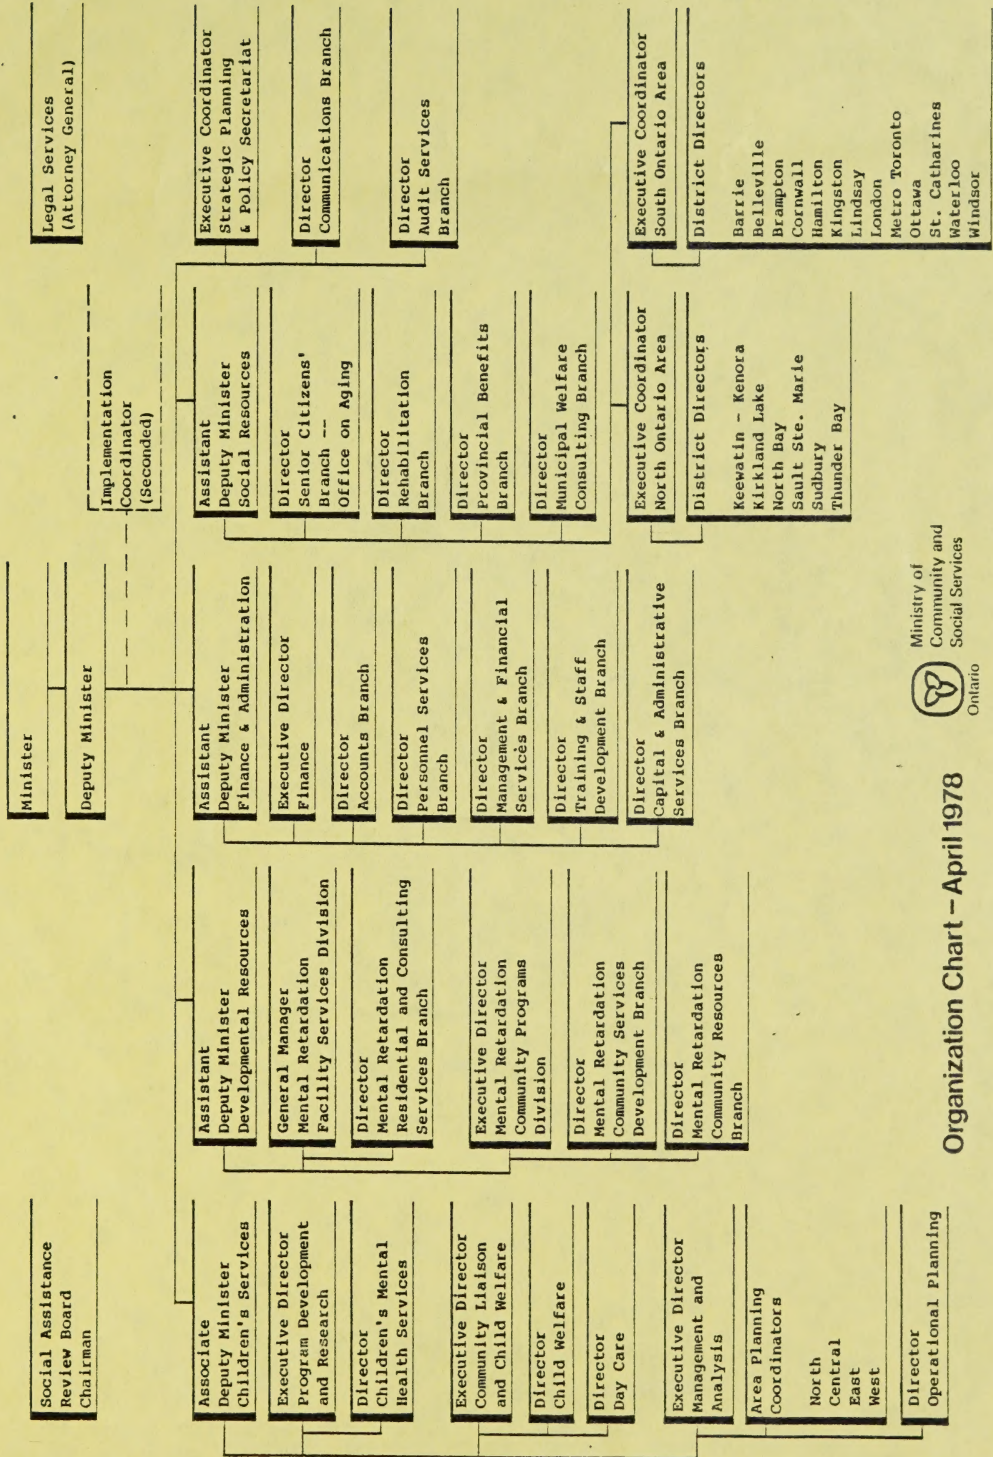 Social Assistance
Review Board
Chairman
Minister
Deputy Minister
Implementation
Coordinator
(Seconded)
Legal Services
(Attorney General)
Associate
Deputy Minister
Children's Services
Executive Director
Program Development
and Research
Director
Children's Mental
Health Services
Executive Director
Community Liaison
and Child Welfare
Director
Child Welfare
Director
Day Care
Executive Director
Management and
Analysis
Area Planning
Coordinators
North
Central
East
West
Director
Operational Planning
Assistant
Deputy Minister
Developmental Resources
General Manager
Mental Retardation
Facility Services Division
Director
Mental Retardation
Residential and Consulting
Services Branch
Executive Director
Mental Retardation
Community Programs
Division
Director
Mental Retardation
Community Services
Development Branch
Director
Mental Retardation
Community Resources
Branch
Assistant
Deputy Minister
Finance & Administration
Executive Director
Finance
Director
Accounts Branch
Director
Personnel Services
Branch
Director
Management & Financial
Services Branch
Director
Training & Staff
Development Branch
Director
Capital & Administrative
Services Branch
Assistant
Deputy Minister
Social Resources
Director
Senior Citizens'
Branch --
Office on Aging
Director
Rehabilitation
Branch
Director
Provincial Benefits
Branch
Director
Municipal Welfare
Consulting Branch
Executive Coordinator
North Ontario Area
District Directors
Keewatin - Kenora
Kirkland Lake
North Bay
Sault Ste. Marie
Sudbury
Thunder Bay
Executive Coordinator
Strategic Planning
& Policy Secretariat
Director
Communications Branch
Director
Audit Services
Branch
Executive Coordinator
South Ontario Area
District Directors
Barrie
Belleville
Brampton
Cornwall
Hamilton
Kingston
Lindsay
London
Metro Toronto
Ottawa
St. Catharines
Waterloo
Windsor
Organization Chart – April 1978
Ontario
Ministry of
Community and
Social Services